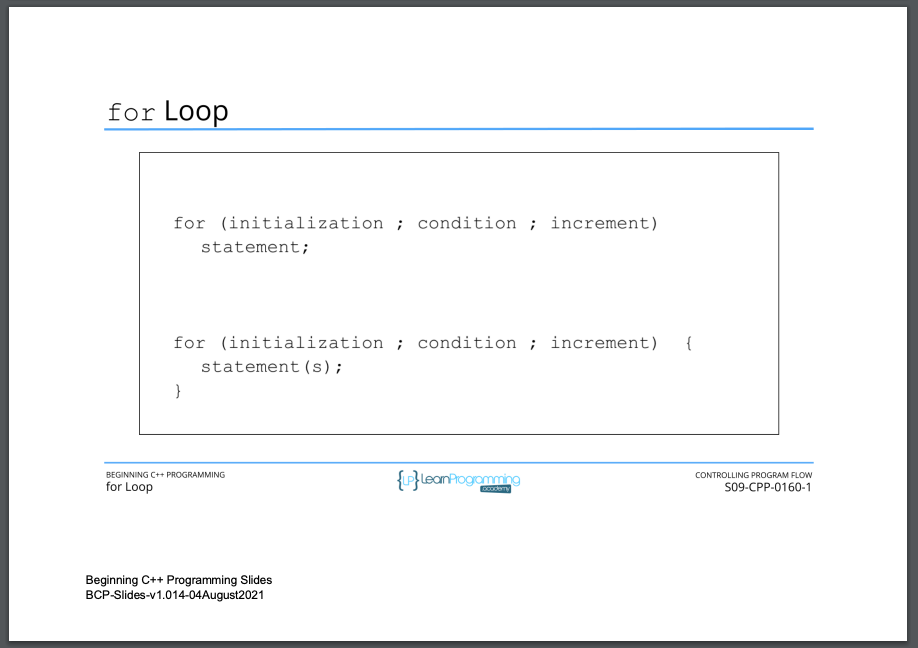 for Loop
for (initialization ; condition ; increment)
statement;
for (initialization ; condition ; increment) {
statement(s);
}
BEGINNING C++ PROGRAMMING
for Loop
{LP} LearnProgramming
academy
CONTROLLING PROGRAM FLOW
S09-CPP-0160-1
Beginning C++ Programming Slides
BCP-Slides-v1.014-04August2021